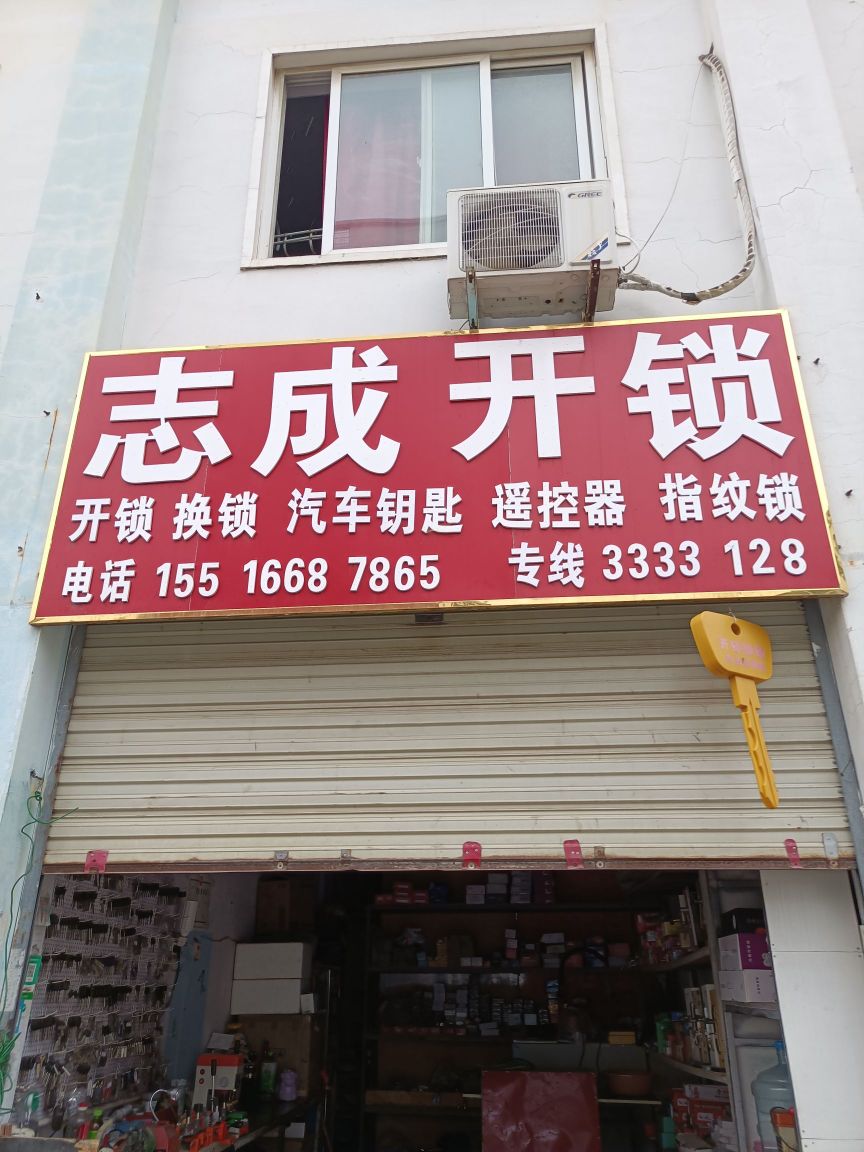 GREE
志成开锁
开锁 换锁 汽车钥匙 遥控器 指纹锁
电话 155 1668 7865 专线 3333 128